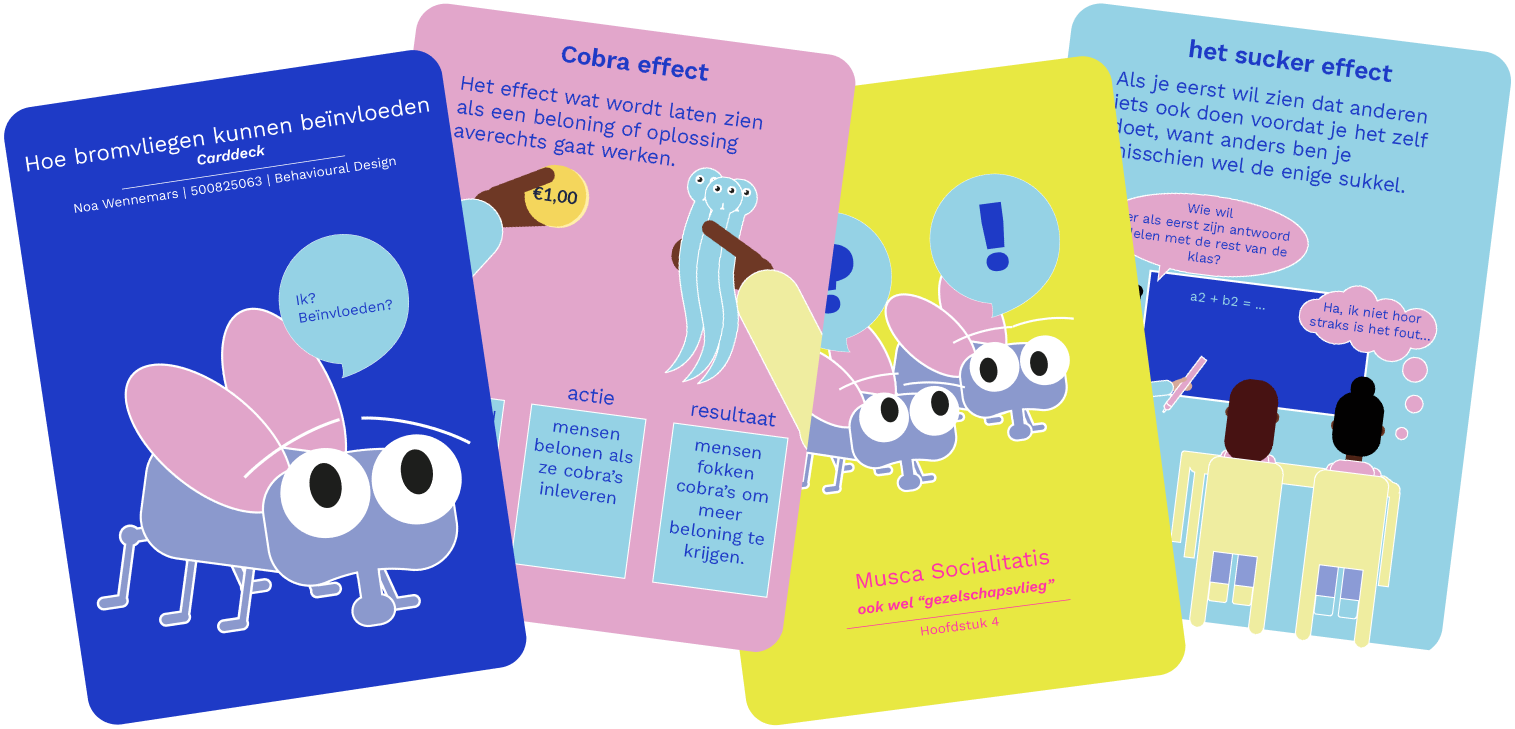 Hoe bromvliegen kunnen beïnvloeden
Carddeck
Noa Wennemars | 500825063 | Behavioural Design
Ik?
Beïnvloeden?
Cobra effect
Het effect wat wordt laten zien
als een beloning of oplossing
averechts gaat werken.
€1,00
actie
mensen
belonen als
ze cobra’s
inleveren
resultaat
mensen
fokken
cobra’s om
meer
beloning te
krijgen.
?
!
Musca Socialitatis
ook wel “gezelschapsvlieg”
Hoofdstuk 4
het sucker effect
Als je eerst wil zien dat anderen
iets ook doen voordat je het zelf
doet, want anders ben je
misschien wel de enige sukkel.
Wie wil
er als eerst zijn antwoord
delen met de rest van de
klas?
a2 + b2 = ...
Ha, ik niet hoor
straks is het fout...